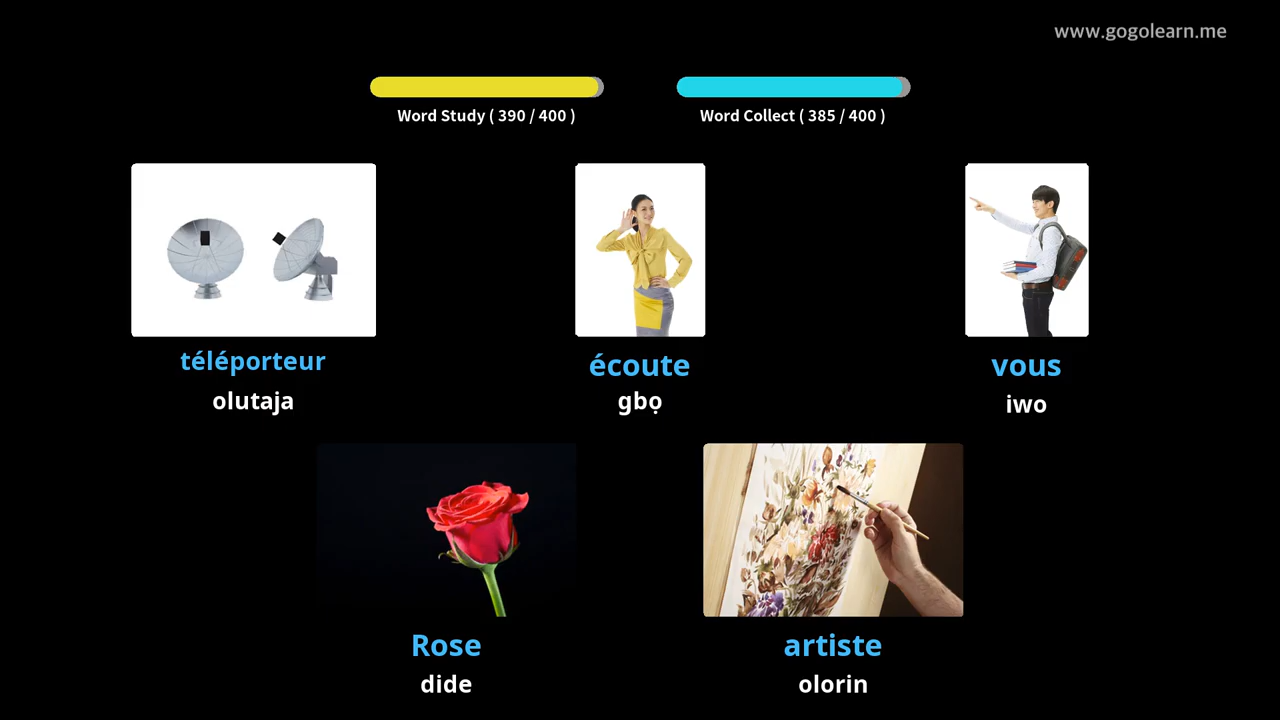 www.gogolearn.me
Word Study ( 390 / 400 )
Word Collect ( 385 / 400 )
téléporteur
olutaja
écoute
gbọ
vous
iwo
Rose
dide
artiste
olorin